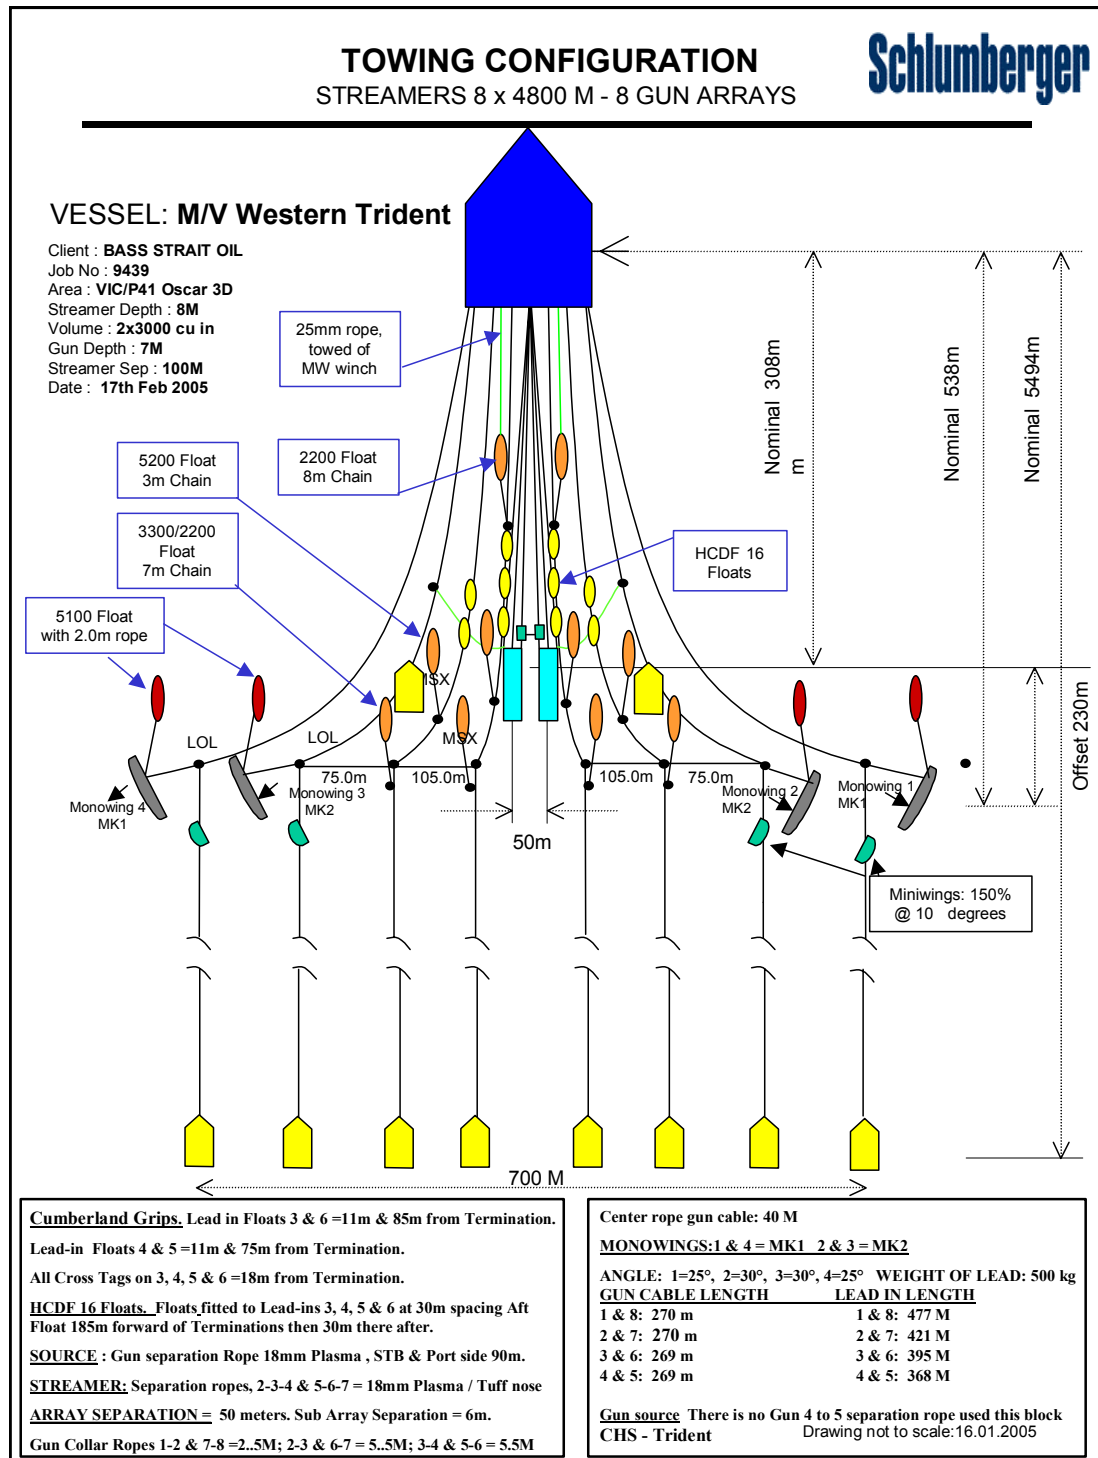 TOWING CONFIGURATION
STREAMERS 8 x 4800 M - 8 GUN ARRAYS
Schlumberger
VESSEL: M/V Western Trident
Client : BASS STRAIT OIL
Job No : 9439
Area : VIC/P41 Oscar 3D
Streamer Depth : 8M
Volume : 2x3000 cu in
Gun Depth : 7M
Streamer Sep : 100M
Date : 17th Feb 2005
25mm rope,
towed of
MW winch
5200 Float
3m Chain
2200 Float
8m Chain
3300/2200
Float
7m Chain
HCDF 16
Floats
5100 Float
with 2.0m rope
Nominal 308m
m
Nominal 538m
Nominal 5494m
Offset 230m
MSX
MSX
LOL
LOL
75.0m
105.0m
105.0m
75.0m
Monowing 4
MK1
Monowing 3
MK2
Monowing 2
MK2
Monowing 1
MK1
50m
Miniwings: 150%
@ 10 degrees
700 M
Cumberland Grips. Lead in Floats 3 & 6 =11m & 85m from Termination.
Lead-in Floats 4 & 5 =11m & 75m from Termination.
All Cross Tags on 3, 4, 5 & 6 =18m from Termination.
HCDF 16 Floats. Floats fitted to Lead-ins 3, 4, 5 & 6 at 30m spacing Aft
Float 185m forward of Terminations then 30m there after.
SOURCE : Gun separation Rope 18mm Plasma , STB & Port side 90m.
STREAMER: Separation ropes, 2-3-4 & 5-6-7 = 18mm Plasma / Tuff nose
ARRAY SEPARATION = 50 meters. Sub Array Separation = 6m.
Gun Collar Ropes 1-2 & 7-8 =2..5M; 2-3 & 6-7 = 5..5M; 3-4 & 5-6 = 5.5M
Center rope gun cable: 40 M
MONOWINGS:1 & 4 = MK1 2 & 3 = MK2
ANGLE: 1=25°, 2=30°, 3=30°, 4=25° WEIGHT OF LEAD: 500 kg
GUN CABLE LENGTH LEAD IN LENGTH
1 & 8: 270 m 1 & 8: 477 M
2 & 7: 270 m 2 & 7: 421 M
3 & 6: 269 m 3 & 6: 395 M
4 & 5: 269 m 4 & 5: 368 M
Gun source There is no Gun 4 to 5 separation rope used this block
CHS - Trident Drawing not to scale:16.01.2005